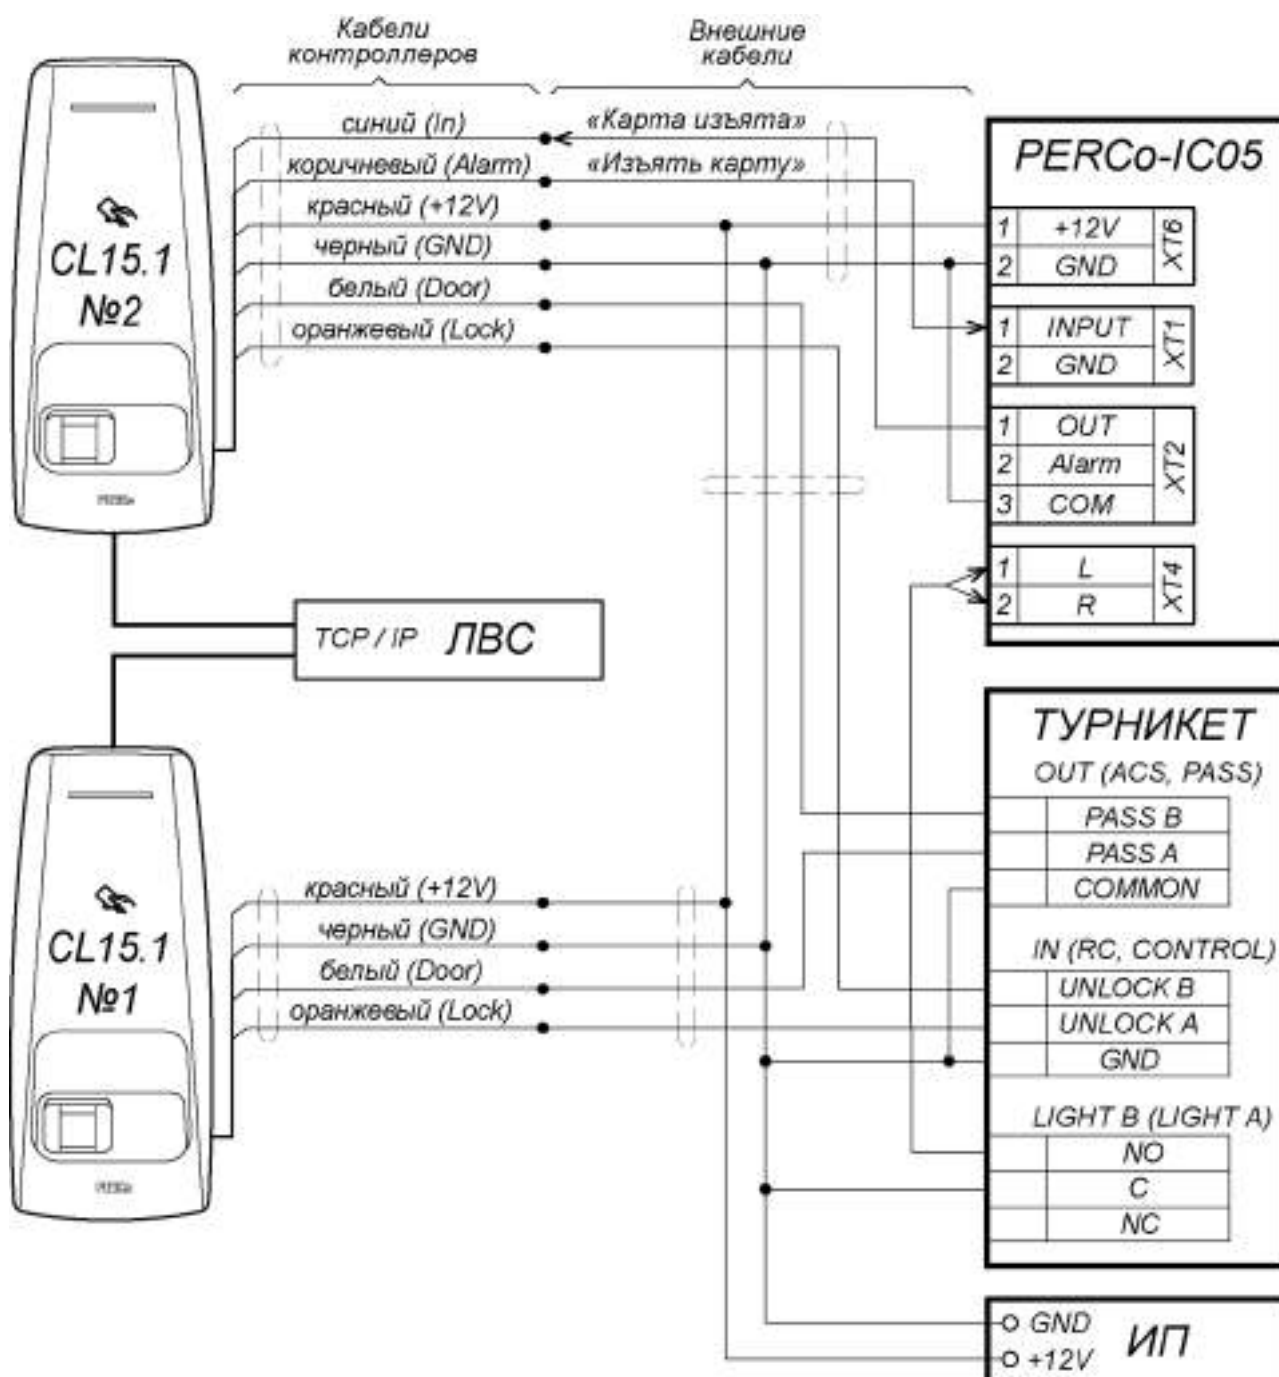 Кабели
контроллеров
Внешние
кабели
синий (In)
«Карта изъята»
коричневый (Alarm)
«Изъять карту»
красный (+12V)
черный (GND)
белый (Door)
оранжевый (Lock)
CL15.1
№2
PERCo
PERCo-IC05
1 +12V
2 GND
XT6
1 INPUT
2 GND
XT1
1 OUT
2 Alarm
3 COM
XT2
1 L
2 R
XT4
TCP / IP ЛВС
ТУРНИКЕТ
OUT (ACS, PASS)
PASS B
PASS A
COMMON
IN (RC, CONTROL)
UNLOCK B
UNLOCK A
GND
LIGHT B (LIGHT A)
NO
C
NC
CL15.1
№1
PERCo
красный (+12V)
черный (GND)
белый (Door)
оранжевый (Lock)
GND
+12V
ИП